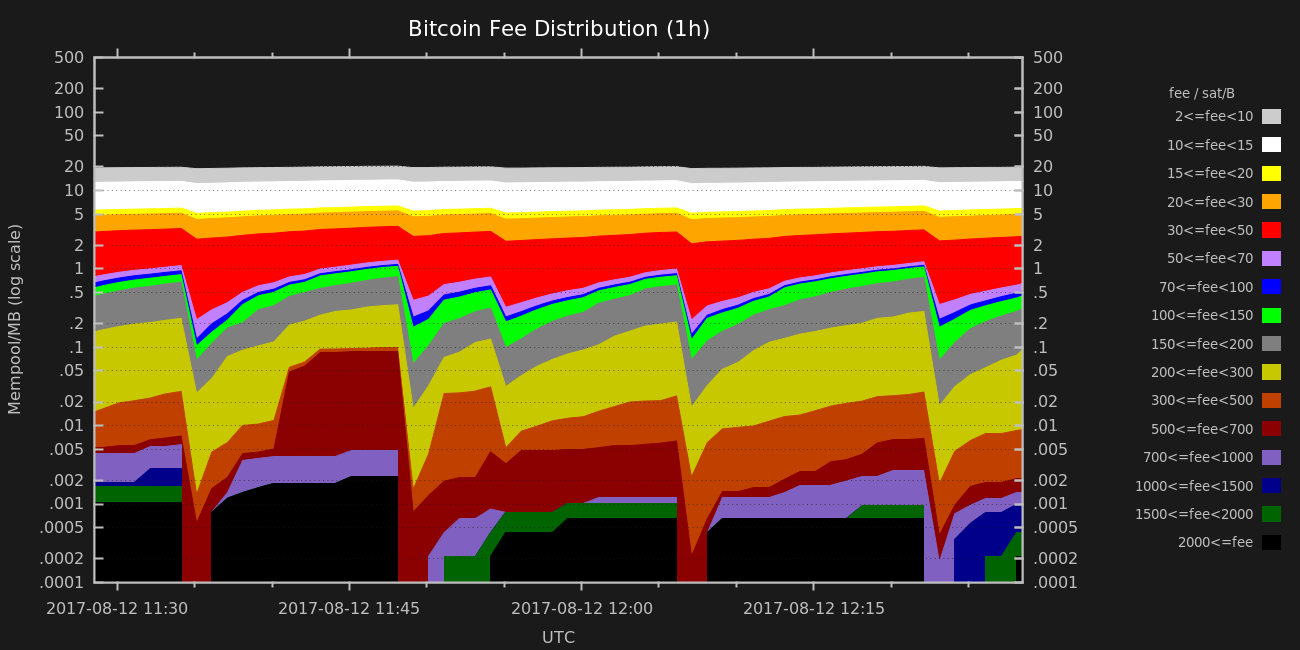 Bitcoin Fee Distribution (1h)
Mempool/MB (log scale)
500
200
100
50
20
10
5
2
1
.5
.2
.1
.05
.02
.01
.005
.002
.001
.0005
.0002
.0001
500
200
100
50
20
10
5
2
1
.5
.2
.1
.05
.02
.01
.005
.002
.001
.0005
.0002
.0001
2017-08-12 11:30
2017-08-12 11:45
2017-08-12 12:00
2017-08-12 12:15
UTC
fee / sat/B
2<=fee<10
10<=fee<15
15<=fee<20
20<=fee<30
30<=fee<50
50<=fee<70
70<=fee<100
100<=fee<150
150<=fee<200
200<=fee<300
300<=fee<500
500<=fee<700
700<=fee<1000
1000<=fee<1500
1500<=fee<2000
2000<=fee